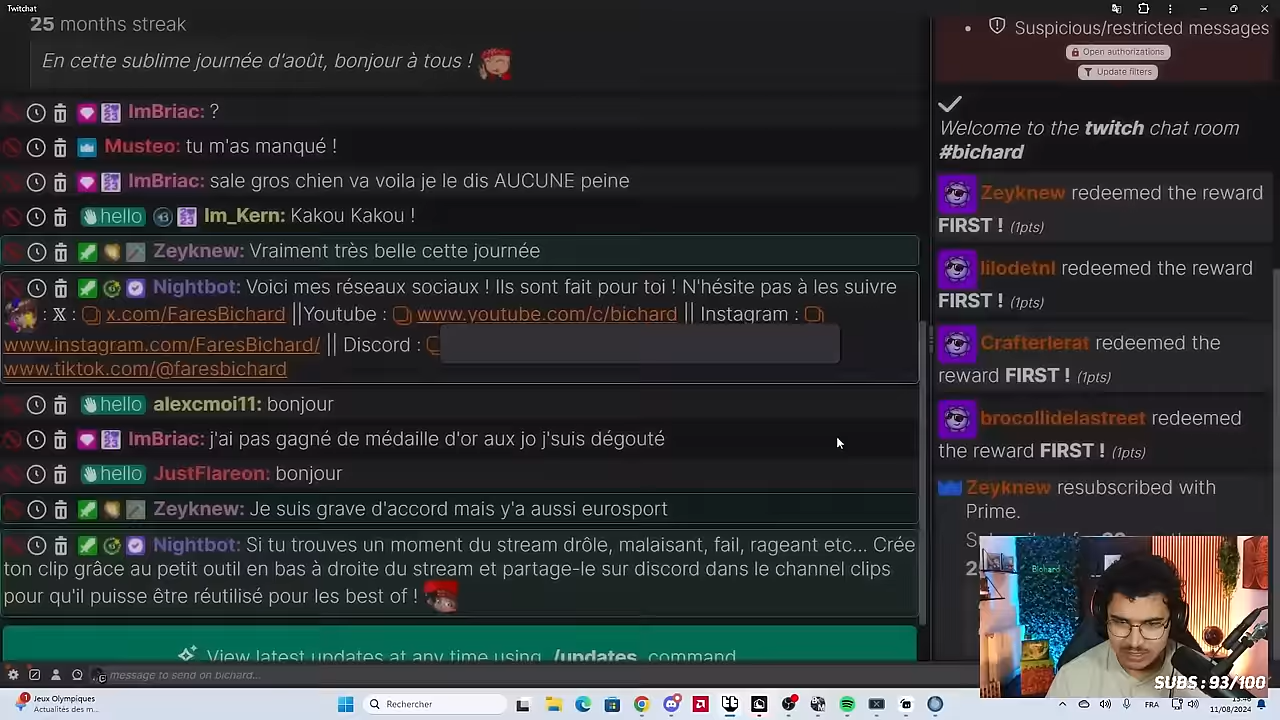 Twitchat
25 months streak
En cette sublime journée d'août, bonjour à tous !
ImBriac: ?
Musteo: tu m'as manqué !
ImBriac: sale gros chien va voila je le dis AUCUNE peine
hello Im_Kern: Kakou Kakou !
Zeyknew: Vraiment très belle cette journée
Nightbot: Voici mes réseaux sociaux ! Ils sont fait pour toi ! N'hésite pas à les suivre
: X : x.com/FaresBichard ||Youtube : www.youtube.com/c/bichard || Instagram :
www.instagram.com/FaresBichard/ || Discord :
www.tiktok.com/@faresbichard
hello alexcmoi11: bonjour
ImBriac: j'ai pas gagné de médaille d'or aux jo j'suis dégouté
hello JustFlareon: bonjour
Zeyknew: Je suis grave d'accord mais y'a aussi eurosport
Nightbot: Si tu trouves un moment du stream drôle, malaisant, fail, rageant etc... Crée
ton clip grâce au petit outil en bas à droite du stream et partage-le sur discord dans le channel clips
pour qu'il puisse être réutilisé pour les best of !
View latest updates at any time using /updates command
message to send on bichard...
Suspicious/restricted messages
Open authorizations
Update filters
Welcome to the twitch chat room
#bichard
Zeyknew redeemed the reward
FIRST ! (1pts)
lilodetnl redeemed the reward
FIRST ! (1pts)
Crafterlerat redeemed the
reward FIRST ! (1pts)
brocollidelastreet redeemed
the reward FIRST ! (1pts)
Zeyknew resubscribed with
Prime.
Bichard
SUBS : 93/100
Jeux Olympiques
Actualités des m...
Rechercher
FRA
11/08/2024